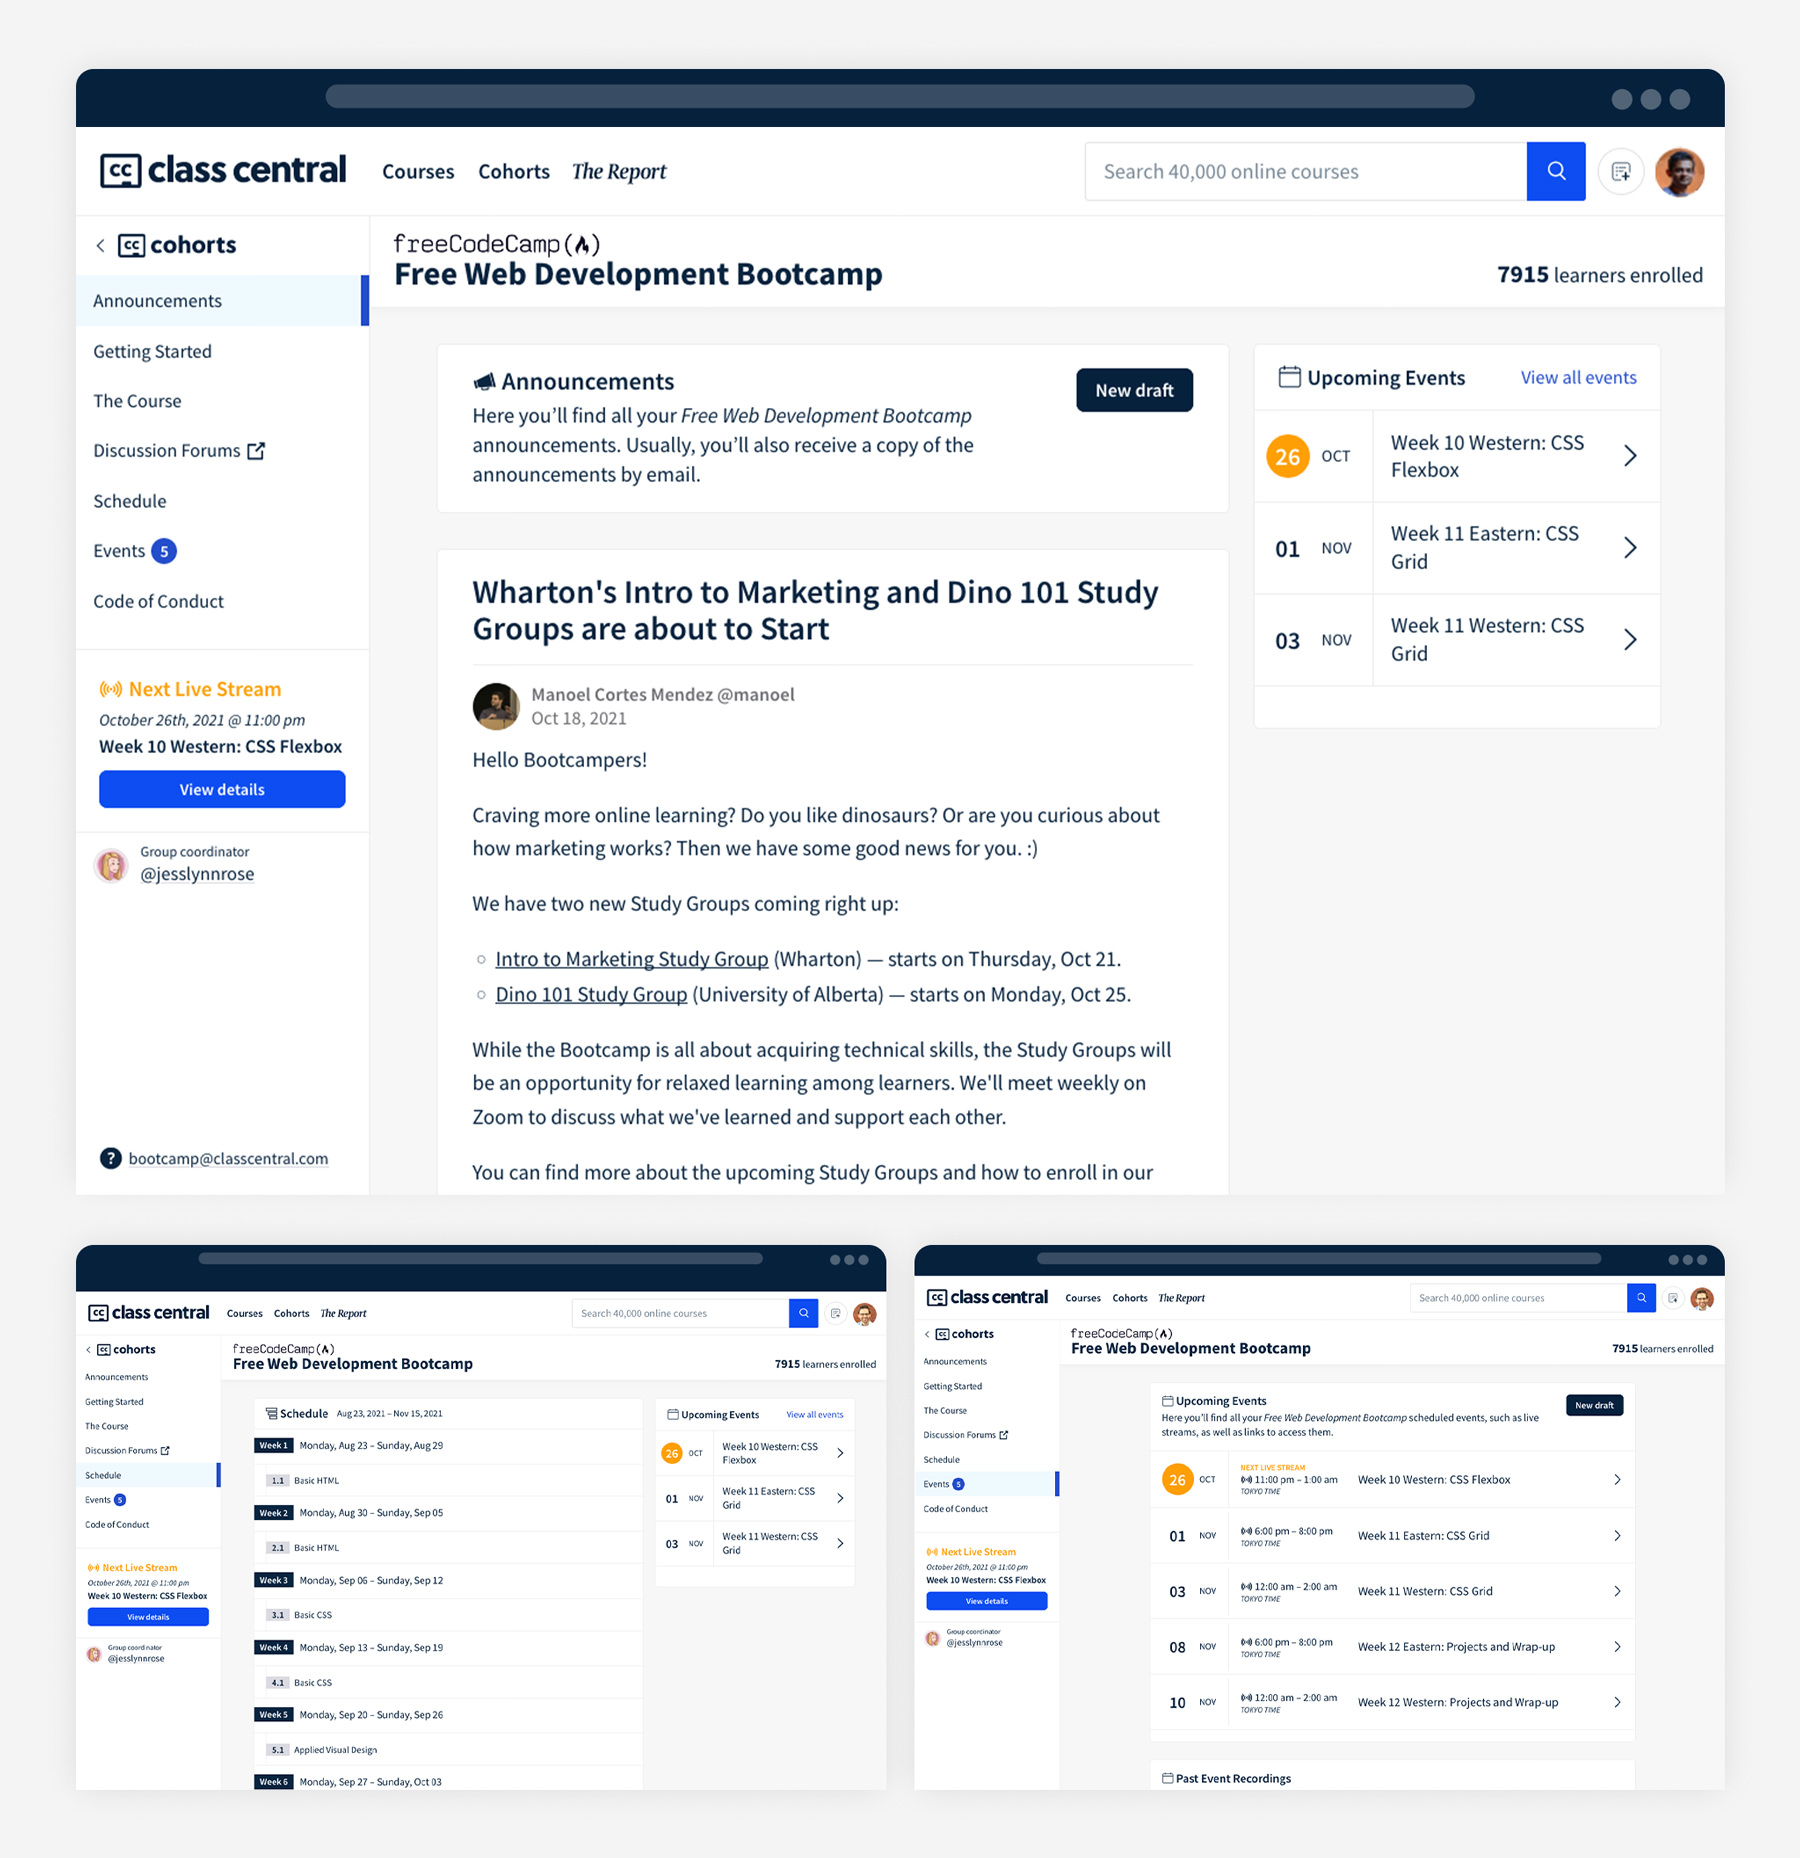 cc class central
Courses
Cohorts
The Report
Search 40,000 online courses
cc cohorts
Announcements
Getting Started
The Course
Discussion Forums
Schedule
Events 5
Code of Conduct
Next Live Stream
October 26th, 2021 @ 11:00 pm
Week 10 Western: CSS Flexbox
View details
Group coordinator
@jesslynnrose
? bootcamp@classcentral.com
freeCodeCamp
Free Web Development Bootcamp
7915 learners enrolled
Announcements
Here you’ll find all your Free Web Development Bootcamp
announcements. Usually, you’ll also receive a copy of the
announcements by email.
New draft
Wharton's Intro to Marketing and Dino 101 Study
Groups are about to Start
Manoel Cortes Mendez @manoel
Oct 18, 2021
Hello Bootcampers!
Craving more online learning? Do you like dinosaurs? Or are you curious about
how marketing works? Then we have some good news for you. :)
We have two new Study Groups coming right up:
Intro to Marketing Study Group (Wharton) — starts on Thursday, Oct 21.
Dino 101 Study Group (University of Alberta) — starts on Monday, Oct 25.
While the Bootcamp is all about acquiring technical skills, the Study Groups will
be an opportunity for relaxed learning among learners. We'll meet weekly on
Zoom to discuss what we've learned and support each other.
You can find more about the upcoming Study Groups and how to enroll in our
Upcoming Events
View all events
26 OCT
Week 10 Western: CSS
Flexbox
01 NOV
Week 11 Eastern: CSS
Grid
03 NOV
Week 11 Western: CSS
Grid
cc class central
Courses
Cohorts
The Report
Search 40,000 online courses
cc cohorts
Announcements
Getting Started
The Course
Discussion Forums
Schedule
Events 5
Code of Conduct
Next Live Stream
October 26th, 2021 @ 11:00 pm
Week 10 Western: CSS Flexbox
View details
Group coordinator
@jesslynnrose
freeCodeCamp
Free Web Development Bootcamp
7915 learners enrolled
Schedule Aug 23, 2021 – Nov 15, 2021
Week 1 Monday, Aug 23 – Sunday, Aug 29
1.1 Basic HTML
Week 2 Monday, Aug 30 – Sunday, Sep 05
2.1 Basic HTML
Week 3 Monday, Sep 06 – Sunday, Sep 12
3.1 Basic CSS
Week 4 Monday, Sep 13 – Sunday, Sep 19
4.1 Basic CSS
Week 5 Monday, Sep 20 – Sunday, Sep 26
5.1 Applied Visual Design
Week 6 Monday, Sep 27 – Sunday, Oct 03
Upcoming Events
View all events
26 OCT
Week 10 Western: CSS
Flexbox
01 NOV
Week 11 Eastern: CSS
Grid
03 NOV
Week 11 Western: CSS
Grid
cc class central
Courses
Cohorts
The Report
Search 40,000 online courses
cc cohorts
Announcements
Getting Started
The Course
Discussion Forums
Schedule
Events 5
Code of Conduct
Next Live Stream
October 26th, 2021 @ 11:00 pm
Week 10 Western: CSS Flexbox
View details
Group coordinator
@jesslynnrose
freeCodeCamp
Free Web Development Bootcamp
7915 learners enrolled
Upcoming Events
Here you’ll find all your Free Web Development Bootcamp scheduled events, such as live
streams, as well as links to access them.
New draft
26 OCT
NEXT LIVE STREAM
11:00 pm – 1:00 am
TOKYO TIME
Week 10 Western: CSS Flexbox
01 NOV
6:00 pm – 8:00 pm
TOKYO TIME
Week 11 Eastern: CSS Grid
03 NOV
12:00 am – 2:00 am
TOKYO TIME
Week 11 Western: CSS Grid
08 NOV
6:00 pm – 8:00 pm
TOKYO TIME
Week 12 Eastern: Projects and Wrap-up
10 NOV
12:00 am – 2:00 am
TOKYO TIME
Week 12 Western: Projects and Wrap-up
Past Event Recordings